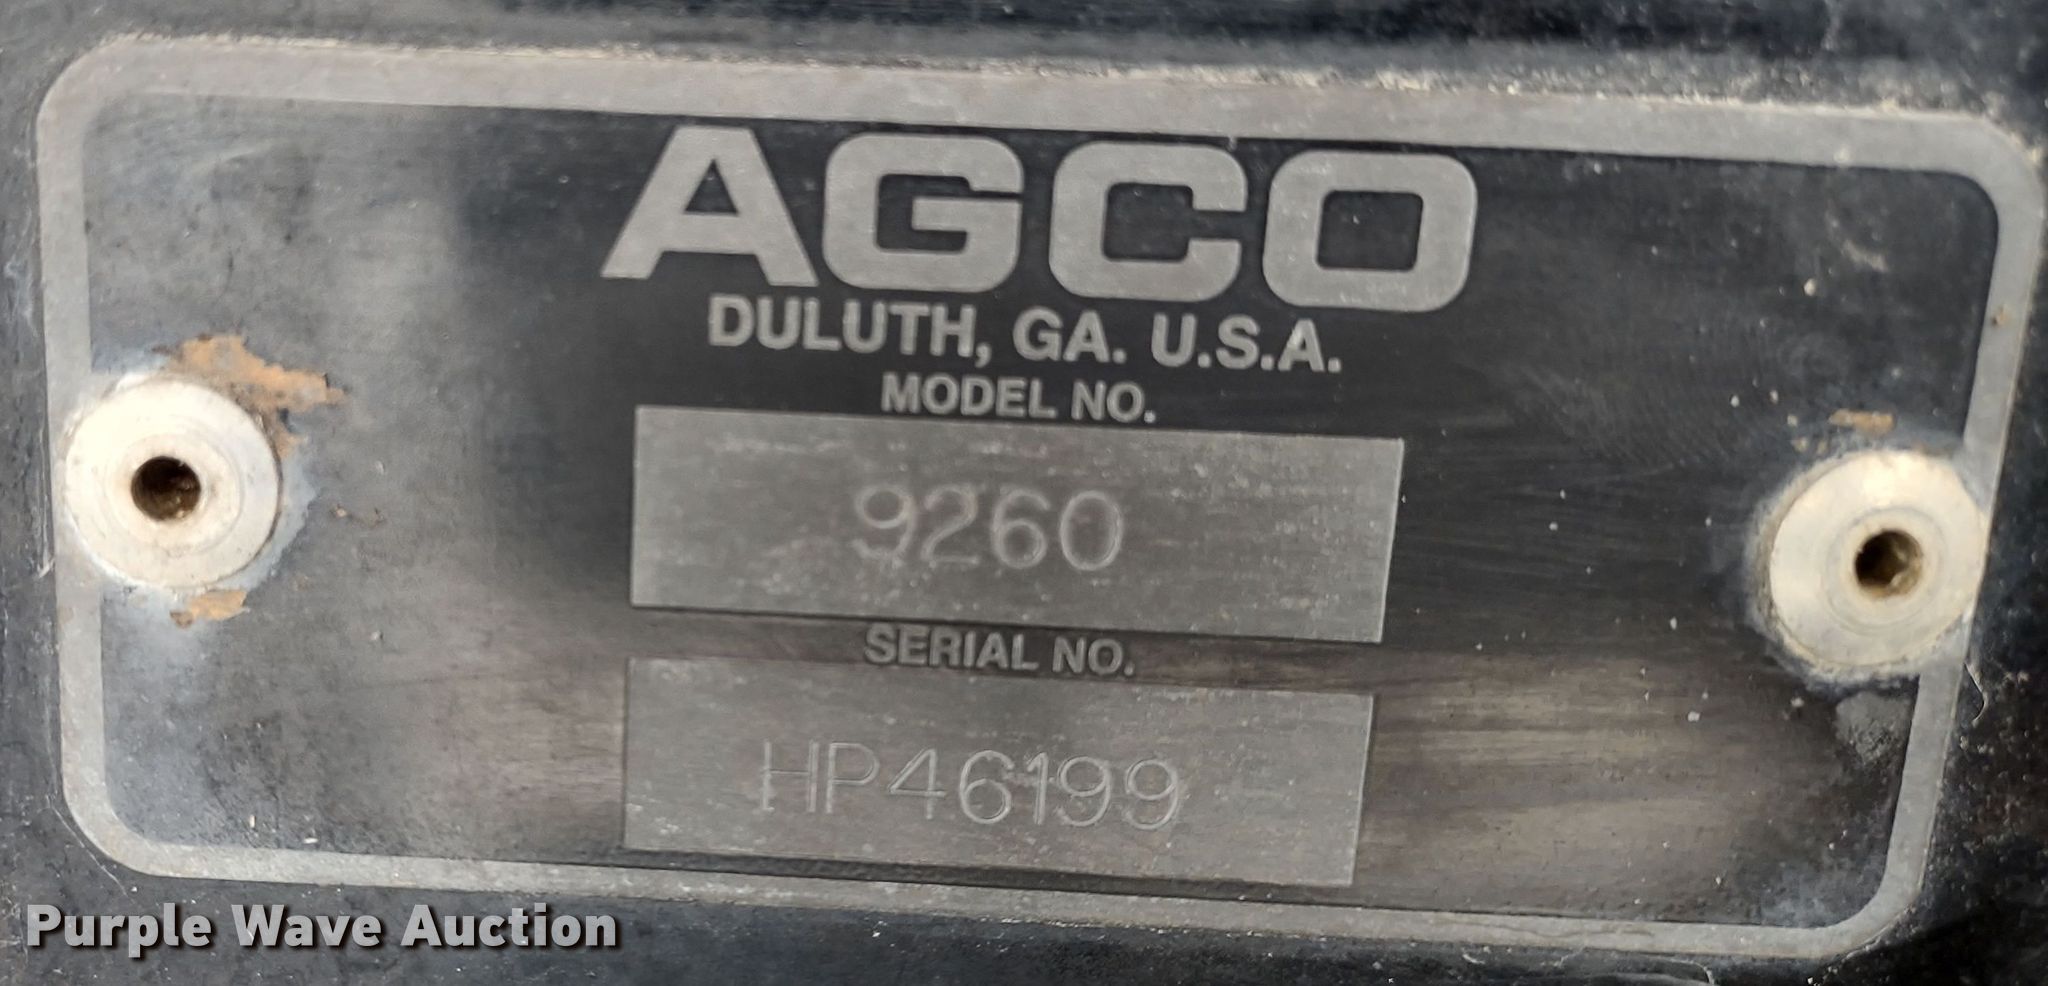 AGCO
DULUTH, GA. U.S.A.
MODEL NO.
9260
SERIAL NO.
HP46199
Purple Wave Auction